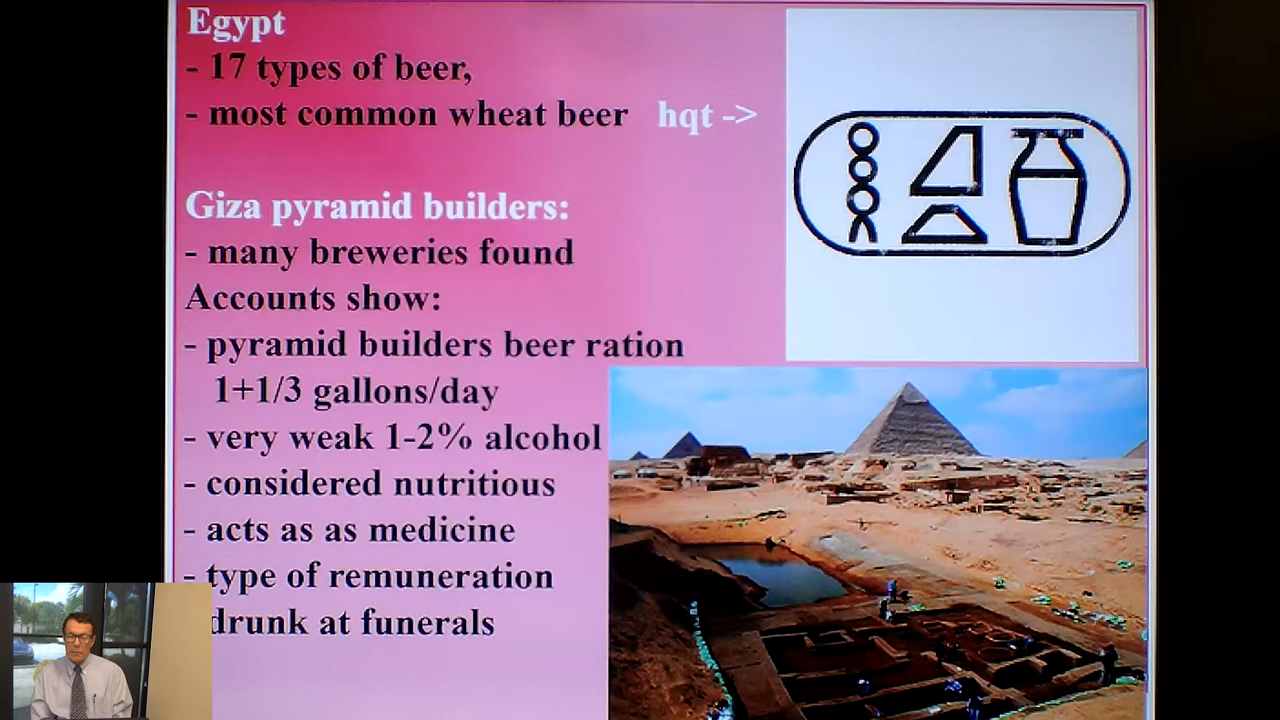 Egypt
- 17 types of beer,
- most common wheat beer hqt ->
Giza pyramid builders:
- many breweries found
Accounts show:
- pyramid builders beer ration
1+1/3 gallons/day
- very weak 1-2% alcohol
- considered nutritious
- acts as as medicine
- type of remuneration
drunk at funerals